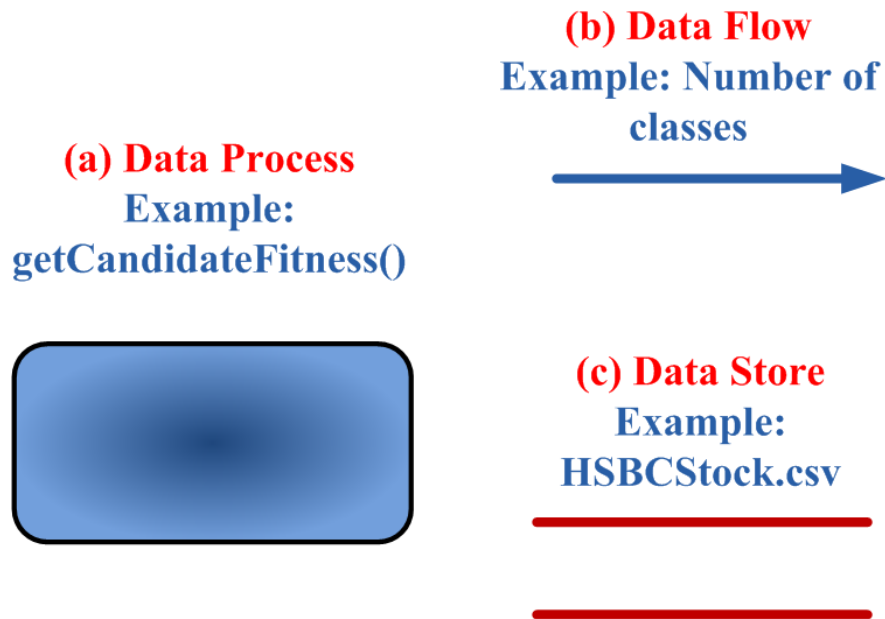 (a) Data Process
Example:
getCandidateFitness()
(b) Data Flow
Example: Number of
classes
(c) Data Store
Example:
HSBCStock.csv